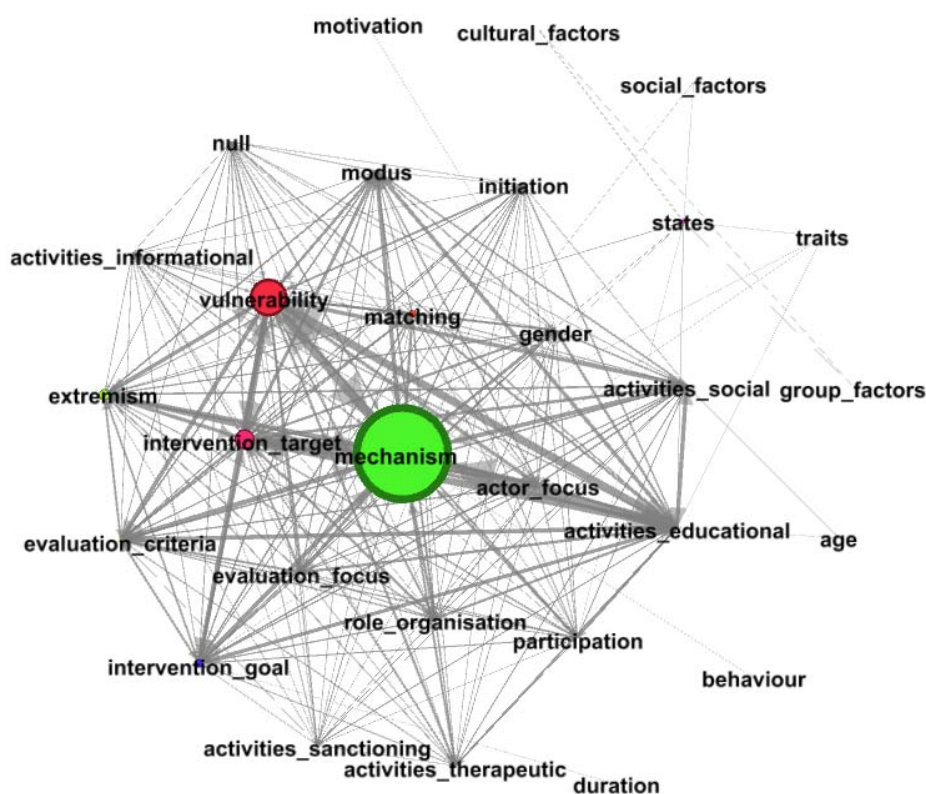 motivation
cultural_factors
social_factors
null
modus
initiation
states
traits
activities_informational
vulnerability
matching
gender
extremism
activities_social
group_factors
intervention_target
mechanism
actor_focus
activities_educational
age
evaluation_criteria
evaluation_focus
role_organisation
participation
intervention_goal
behaviour
activities_sanctioning
activities_therapeutic
duration